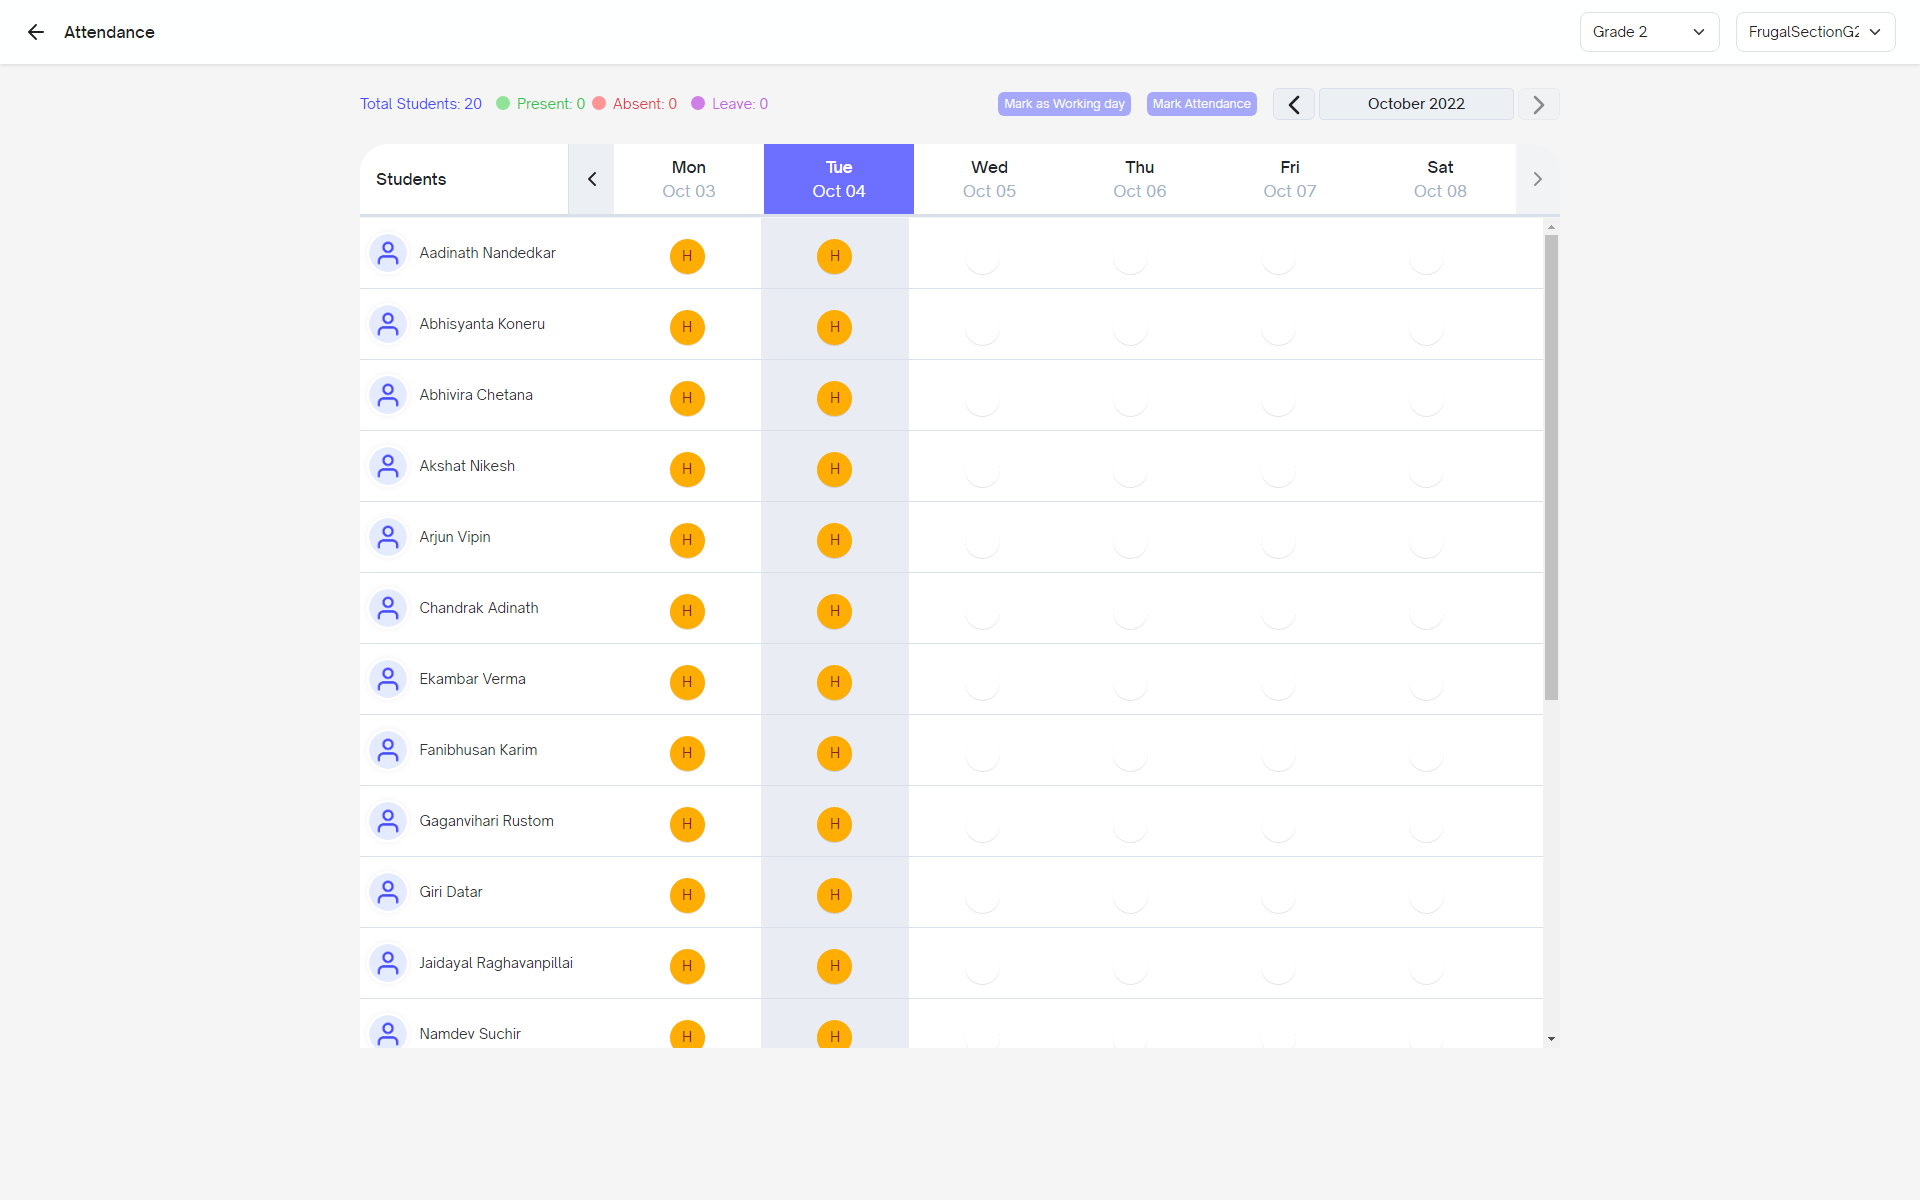 Attendance
Grade 2
FrugalSectionG2
Total Students: 20
Present: 0
Absent: 0
Leave: 0
Mark as Working day
Mark Attendance
October 2022
Students
Mon
Oct 03
Tue
Oct 04
Wed
Oct 05
Thu
Oct 06
Fri
Oct 07
Sat
Oct 08
Aadinath Nandedkar H H
Abhisyanta Koneru H H
Abhivira Chetana H H
Akshat Nikesh H H
Arjun Vipin H H
Chandrak Adinath H H
Ekambar Verma H H
Fanibhusan Karim H H
Gaganvihari Rustom H H
Giri Datar H H
Jaidayal Raghavanpillai H H
Namdev Suchir H H